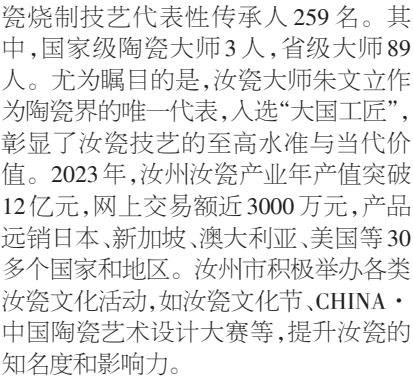 瓷烧制技艺代表性传承人259名。其
中,国家级陶瓷大师3人,省级大师89
人。尤为瞩目的是,汝瓷大师朱文立作
为陶瓷界的唯一代表,入选“大国工匠”,
彰显了汝瓷技艺的至高水准与当代价
值。2023年,汝州汝瓷产业年产值突破
12亿元,网上交易额近3000万元,产品
远销日本、新加坡、澳大利亚、美国等30
多个国家和地区。汝州市积极举办各类
汝瓷文化活动,如汝瓷文化节、CHINA·
中国陶瓷艺术设计大赛等,提升汝瓷的
知名度和影响力。